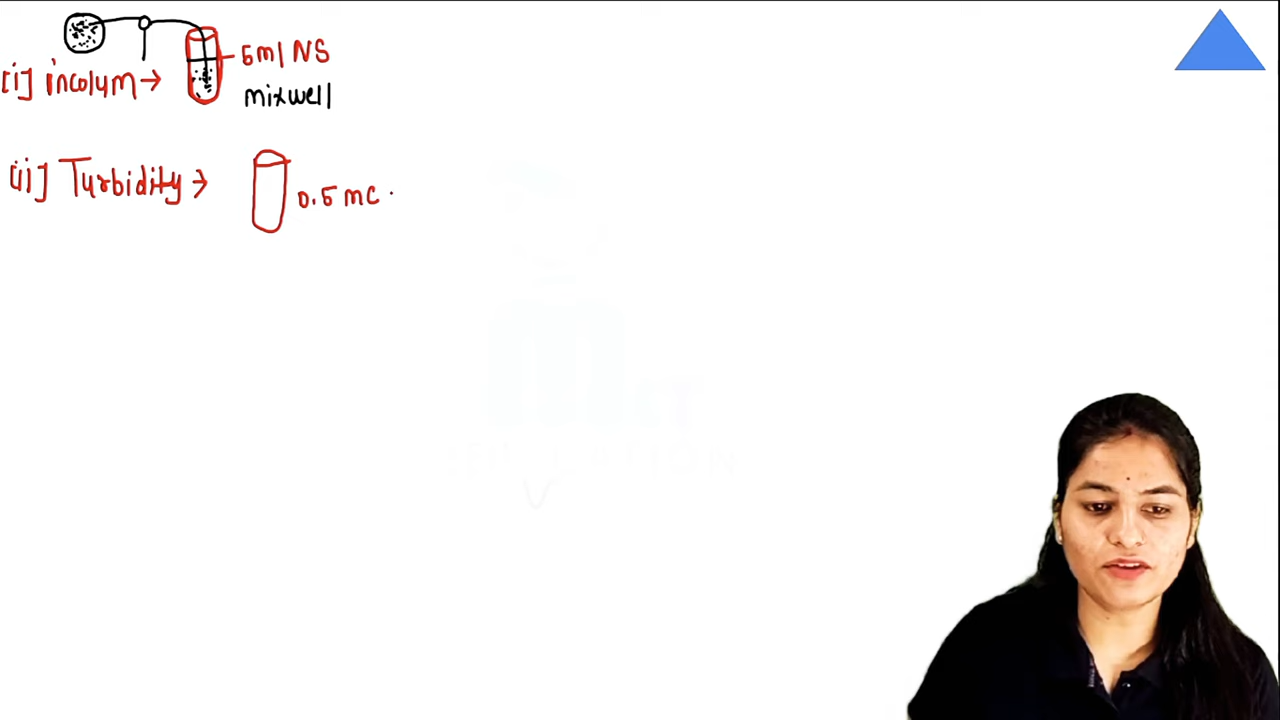 5ml NS
[i] incolum →
mixwell
[ii] Turbidity →
0.5 mc